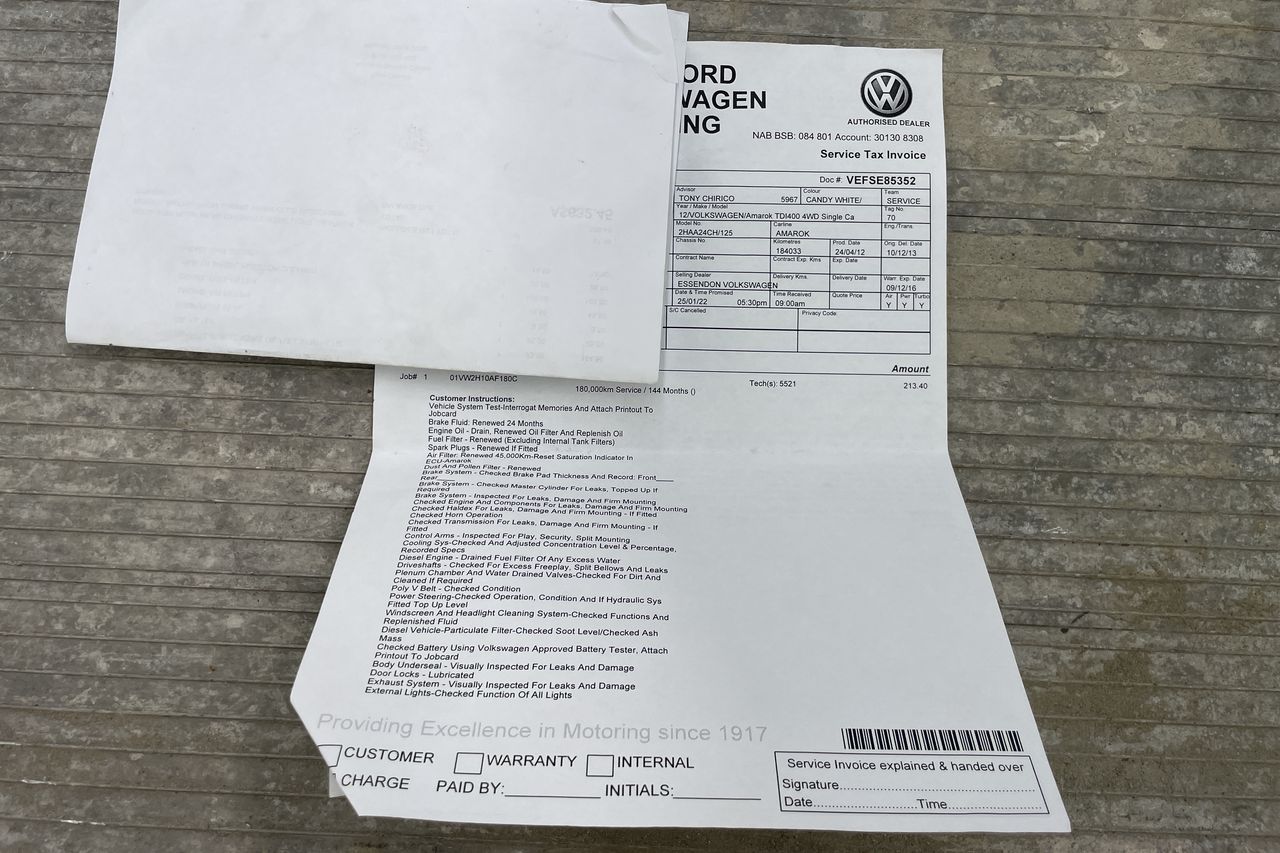 ORD
WAGEN
NG
AUTHORISED DEALER
NAB BSB: 084 801 Account: 30130 8308
Service Tax Invoice
Doc #: VEFSE85352
Advisor
TONY CHIRICO 5967
Colour
CANDY WHITE/
Team
SERVICE
Year / Make / Model
12/VOLKSWAGEN/Amarok TDI400 4WD Single Ca
Tag No.
70
Model No.
2HAA24CH/125
Carline
AMAROK
Eng./Trans.
Chassis No.
Kilometres
184033
Prod. Date
24/04/12
Orig. Del. Date
10/12/13
Contract Name
Contract Exp. Kms
Exp. Date
Selling Dealer
ESSENDON VOLKSWAGEN
Delivery Kms.
Delivery Date
Warr. Exp. Date
09/12/16
Date & Time Promised
25/01/22 05:30pm
Time Received
09:00am
Quote Price
Air Pwr Turbo
Y Y Y
S/C Cancelled
Privacy Code:
Amount
Job# 1 01VW2H10AF180C
180,000km Service / 144 Months () Tech(s): 5521 213.40
Customer Instructions:
Vehicle System Test-Interrogat Memories And Attach Printout To
Jobcard
Brake Fluid: Renewed 24 Months
Engine Oil - Drain, Renewed Oil Filter And Replenish Oil
Fuel Filter - Renewed (Excluding Internal Tank Filters)
Spark Plugs - Renewed If Fitted
Air Filter: Renewed 45,000Km-Reset Saturation Indicator In
ECU-Amarok
Dust And Pollen Filter - Renewed
Brake System - Checked Brake Pad Thickness And Record: Front____
Rear____
Brake System - Checked Master Cylinder For Leaks, Topped Up If
Required
Brake System - Inspected For Leaks, Damage And Firm Mounting
Checked Engine And Components For Leaks, Damage And Firm Mounting
Checked Haldex For Leaks, Damage And Firm Mounting - If Fitted
Checked Horn Operation
Checked Transmission For Leaks, Damage And Firm Mounting - If
Fitted
Control Arms - Inspected For Play, Security, Split Mounting
Cooling Sys-Checked And Adjusted Concentration Level & Percentage,
Recorded Specs
Diesel Engine - Drained Fuel Filter Of Any Excess Water
Driveshafts - Checked For Excess Freeplay, Split Bellows And Leaks
Plenum Chamber And Water Drained Valves-Checked For Dirt And
Cleaned If Required
Poly V Belt - Checked Condition
Power Steering-Checked Operation, Condition And If Hydraulic Sys
Fitted Top Up Level
Windscreen And Headlight Cleaning System-Checked Functions And
Replenished Fluid
Diesel Vehicle-Particulate Filter-Checked Soot Level/Checked Ash
Mass
Checked Battery Using Volkswagen Approved Battery Tester, Attach
Printout To Jobcard
Body Underseal - Visually Inspected For Leaks And Damage
Door Locks - Lubricated
Exhaust System - Visually Inspected For Leaks And Damage
External Lights-Checked Function Of All Lights
Providing Excellence in Motoring since 1917
CUSTOMER WARRANTY INTERNAL
CHARGE PAID BY:__________ INITIALS:__________
Service Invoice explained & handed over
Signature..........
Date.......... Time..........